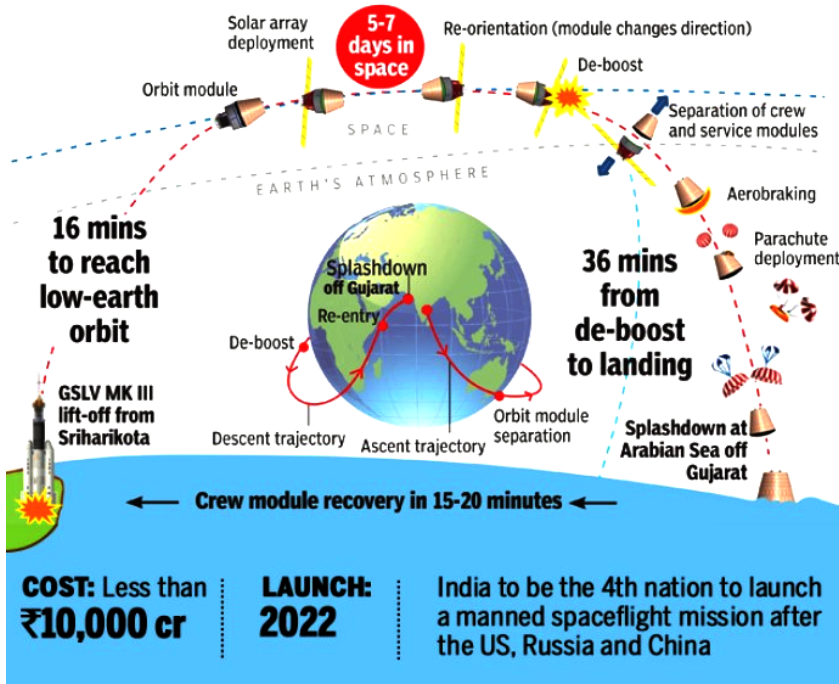 Solar array
deployment
5-7
days in
space
Re-orientation (module changes direction)
De-boost
Orbit module
Separation of crew
and service modules
SPACE
EARTH'S ATMOSPHERE
Aerobraking
Parachute
deployment
16 mins
to reach
low-earth
orbit
36 mins
from
de-boost
to landing
Splashdown
off Gujarat
Re-entry
De-boost
Descent trajectory
Ascent trajectory
Orbit module
separation
GSLV MK III
lift-off from
Sriharikota
Splashdown at
Arabian Sea off
Gujarat
Crew module recovery in 15-20 minutes
COST: Less than
₹10,000 cr
LAUNCH:
2022
India to be the 4th nation to launch
a manned spaceflight mission after
the US, Russia and China